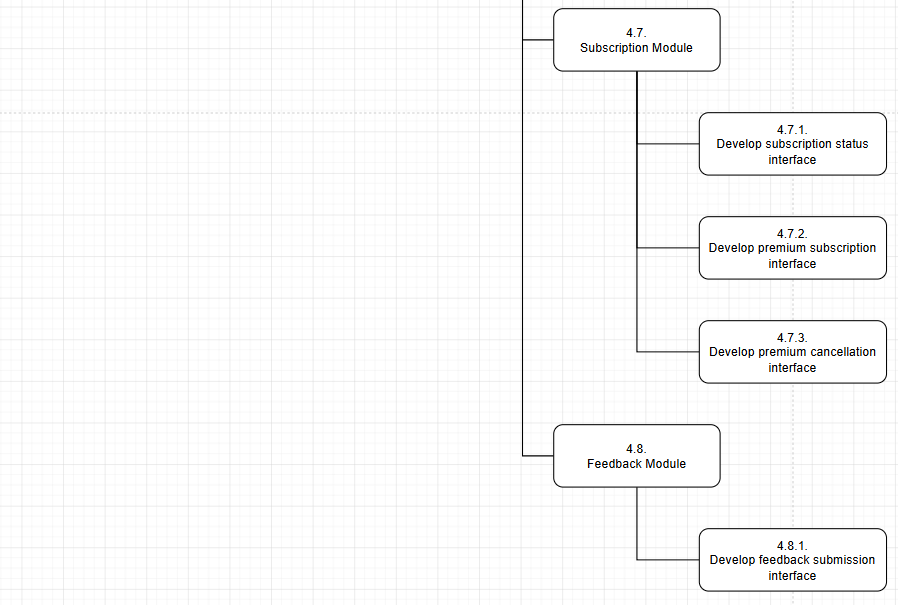 4.7.
Subscription Module
4.7.1.
Develop subscription status
interface
4.7.2.
Develop premium subscription
interface
4.7.3.
Develop premium cancellation
interface
4.8.
Feedback Module
4.8.1.
Develop feedback submission
interface